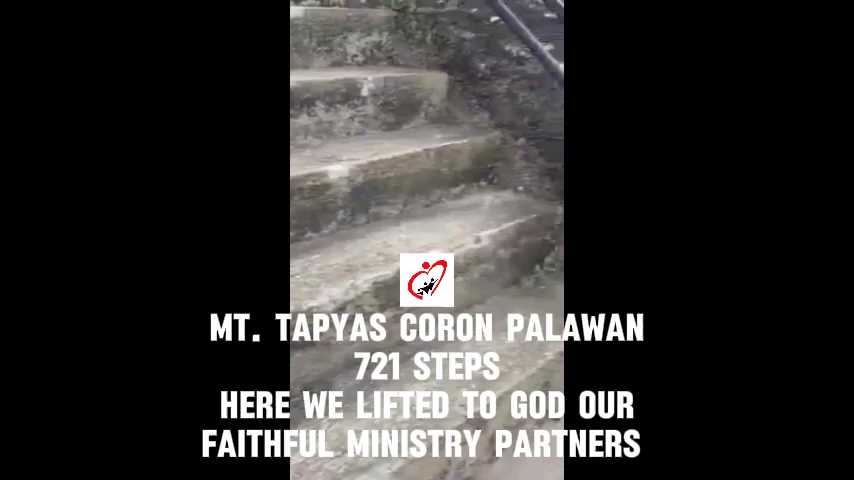 MT. TAPYAS CORON PALAWAN
721 STEPS
HERE WE LIFTED TO GOD OUR
FAITHFUL MINISTRY PARTNERS